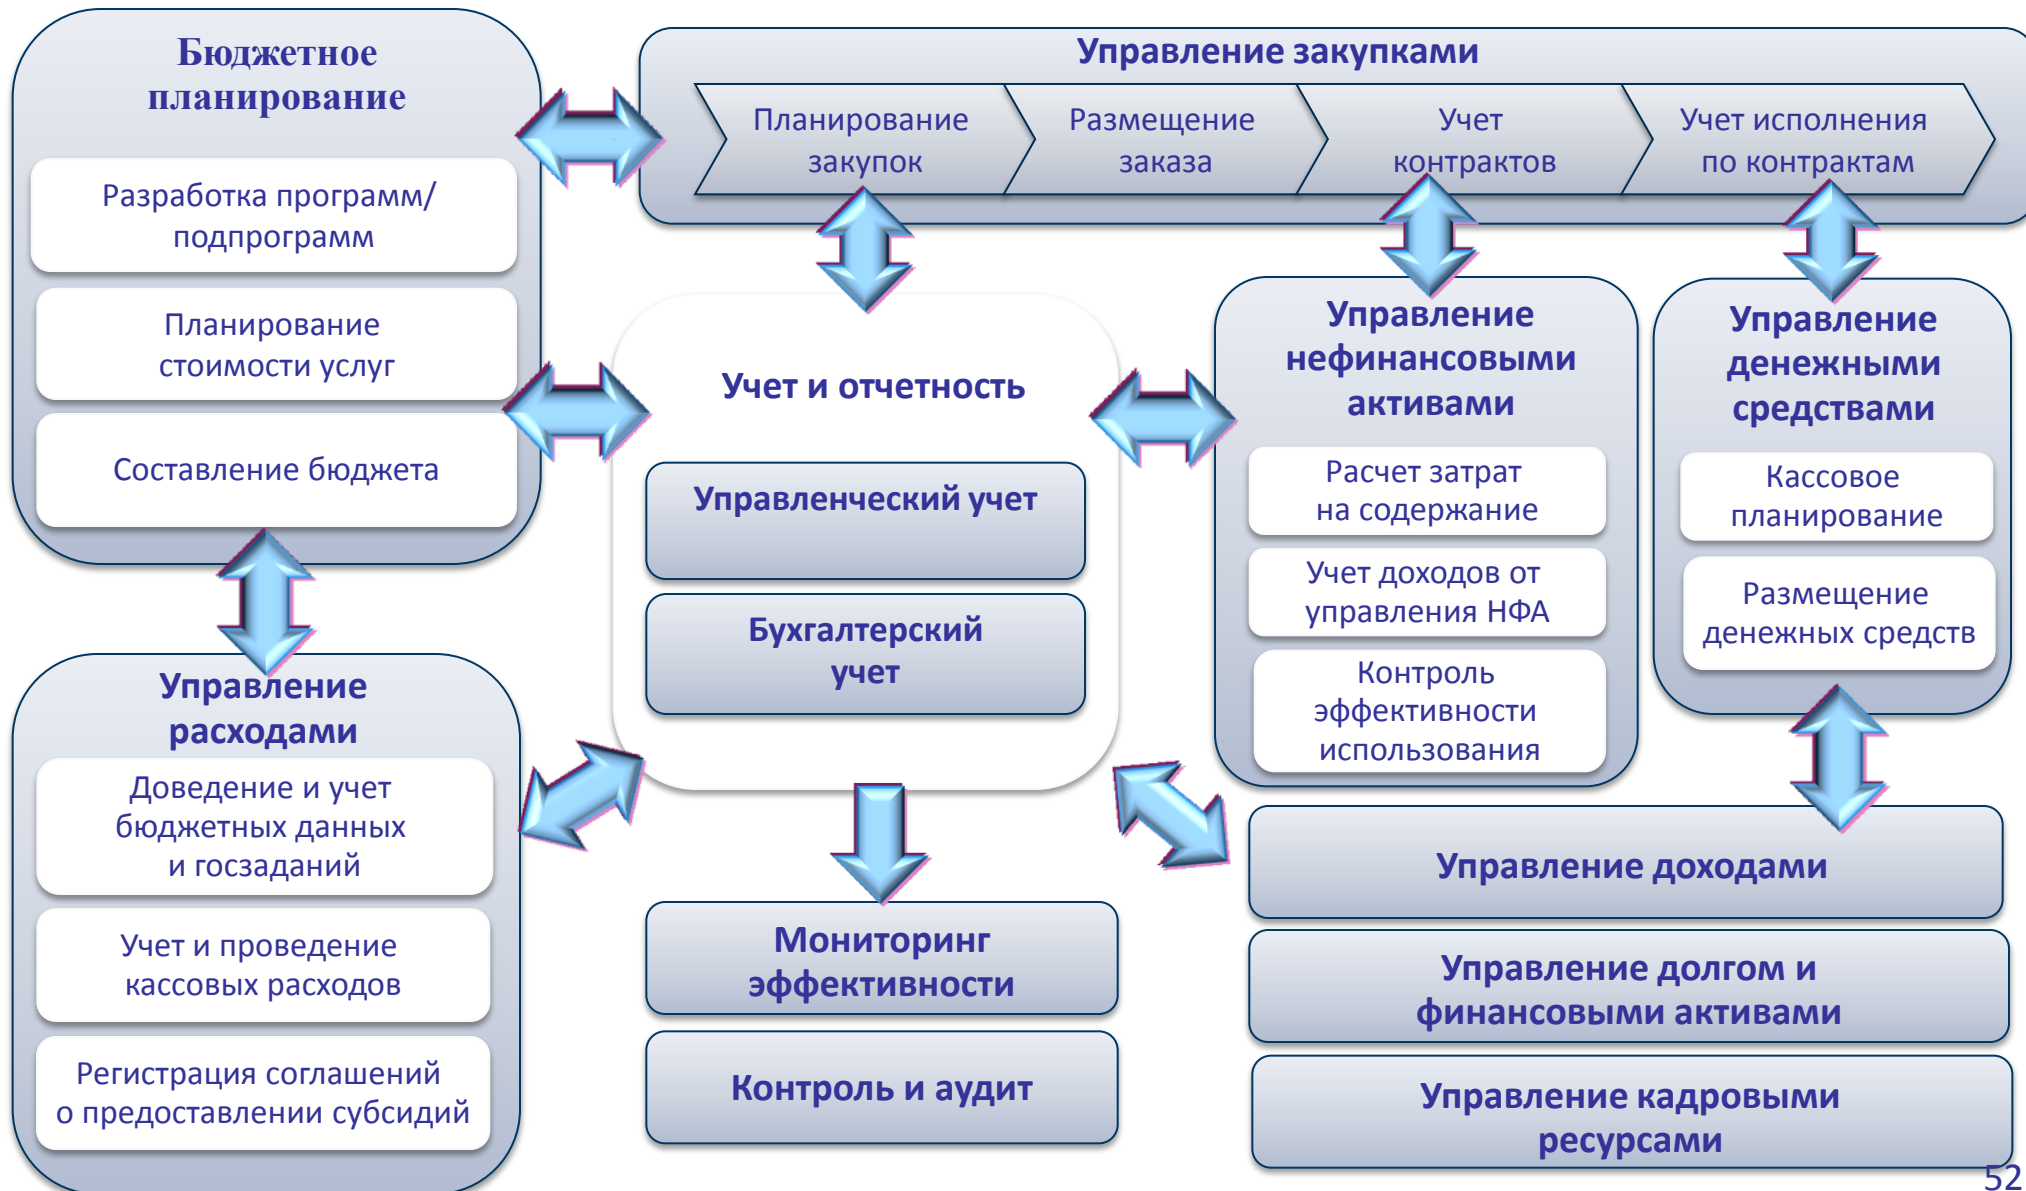 Бюджетное
планирование
Разработка программ/
подпрограмм
Планирование
стоимости услуг
Составление бюджета
Управление закупками
Планирование
закупок
Размещение
заказа
Учет
контрактов
Учет исполнения
по контрактам
Учет и отчетность
Управленческий учет
Бухгалтерский
учет
Управление
нефинансовыми
активами
Расчет затрат
на содержание
Учет доходов от
управления НФА
Контроль
эффективности
использования
Управление
денежными
средствами
Кассовое
планирование
Размещение
денежных средств
Управление
расходами
Доведение и учет
бюджетных данных
и госзаданий
Учет и проведение
кассовых расходов
Регистрация соглашений
о предоставлении субсидий
Мониторинг
эффективности
Контроль и аудит
Управление доходами
Управление долгом и
финансовыми активами
Управление кадровыми
ресурсами
52